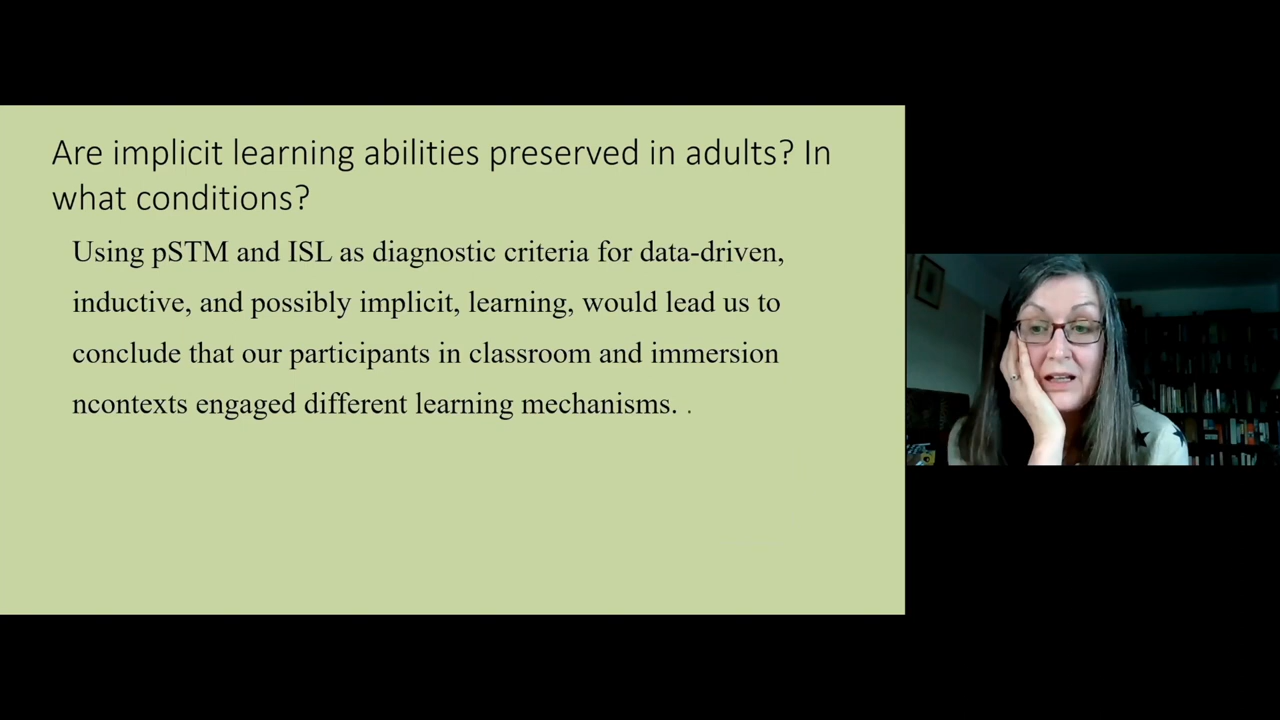 Are implicit learning abilities preserved in adults? In
what conditions?
Using pSTM and ISL as diagnostic criteria for data-driven,
inductive, and possibly implicit, learning, would lead us to
conclude that our participants in classroom and immersion
ncontexts engaged different learning mechanisms. .